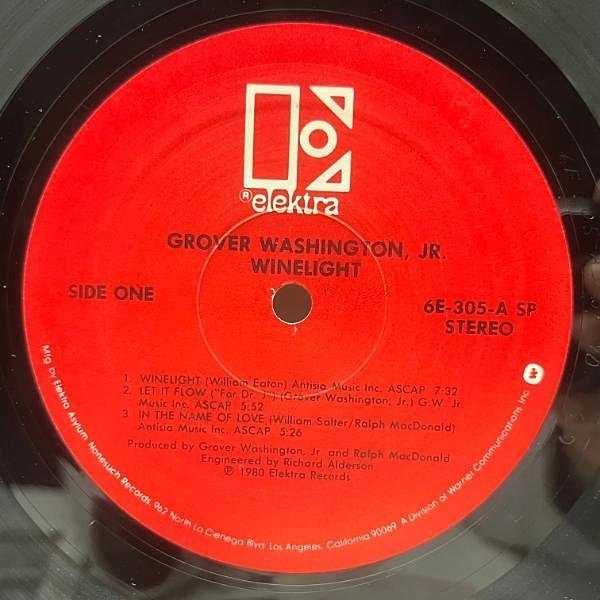 ® elektra
GROVER WASHINGTON, JR.
WINELIGHT
SIDE ONE
6E-305-A SP
STEREO
1. WINELIGHT (William Eaton) Antisia Music Inc. ASCAP 7:32
2. LET IT FLOW ("For Dr. J") (Grover Washington, Jr.) G.W. Jr.
Music Inc. ASCAP 5:52
3. IN THE NAME OF LOVE (William Salter/Ralph MacDonald)
Antisia Music Inc. ASCAP 5:26
Produced by Grover Washington, Jr. and Ralph MacDonald
Engineered by Richard Alderson
℗ 1980 Elektra Records
Mfg by Elektra Asylum Nonesuch Records, 962 North La Cienega Blvd, Los Angeles, California 90069 A Division of Warner Communications Inc